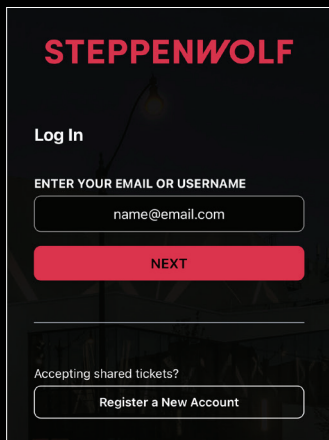 STEPPENWOLF
Log In
ENTER YOUR EMAIL OR USERNAME
name@email.com
NEXT
Accepting shared tickets?
Register a New Account